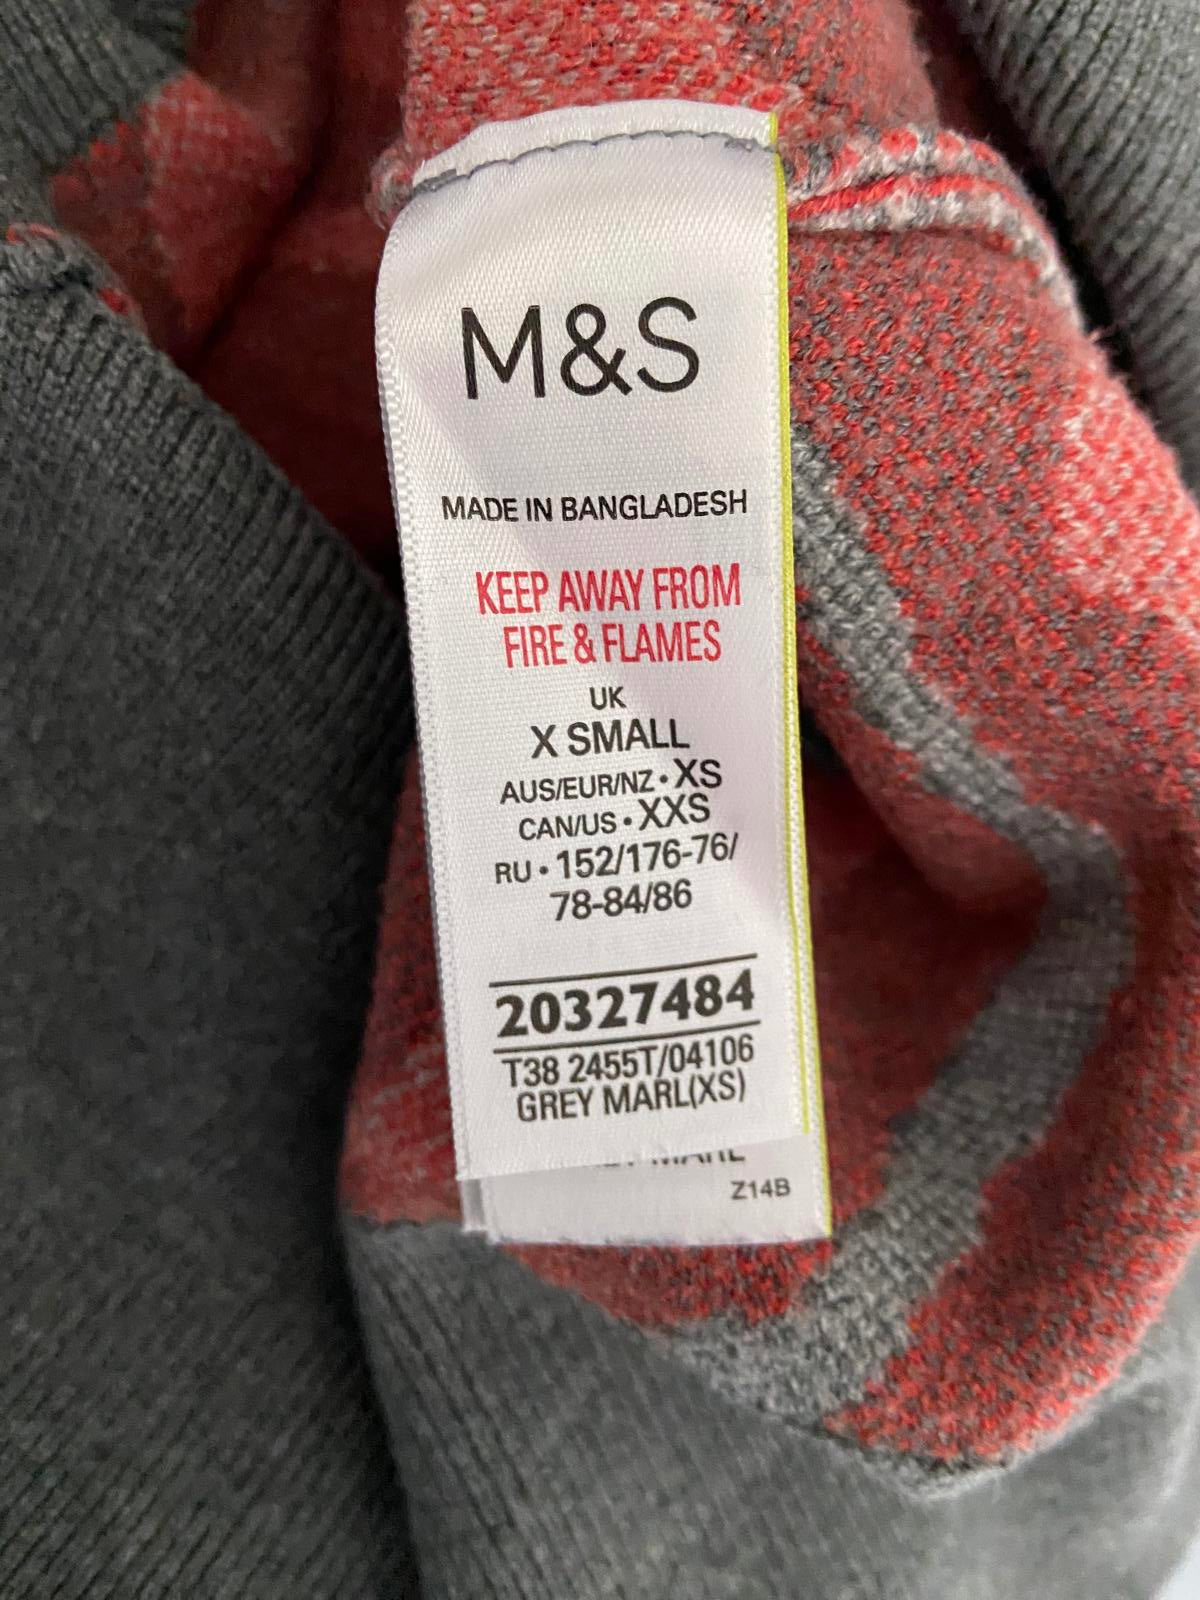 M&S
MADE IN BANGLADESH
KEEP AWAY FROM
FIRE & FLAMES
UK
X SMALL
AUS/EUR/NZ • XS
CAN/US • XXS
RU • 152/176-76/
78-84/86
20327484
T38 2455T/04106
GREY MARL(XS)
Z14B